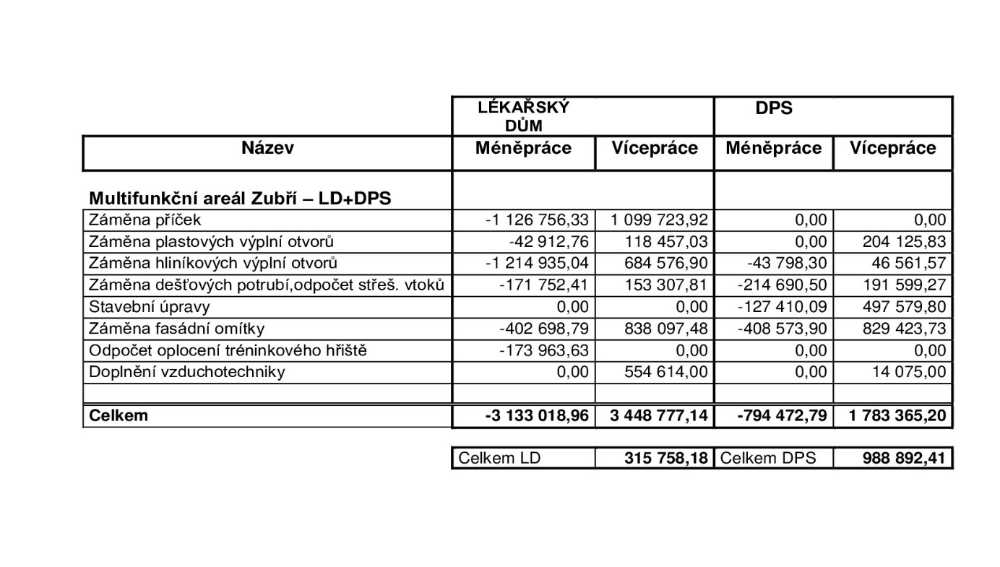 LÉKAŘSKÝ DŮM DPS
Název Méněpráce Vícepráce Méněpráce Vícepráce
Multifunkční areál Zubří – LD+DPS
Záměna příček -1 126 756,33 1 099 723,92 0,00 0,00
Záměna plastových výplní otvorů -42 912,76 118 457,03 0,00 204 125,83
Záměna hliníkových výplní otvorů -1 214 935,04 684 576,90 -43 798,30 46 561,57
Záměna dešťových potrubí,odpočet střeš. vtoků -171 752,41 153 307,81 -214 690,50 191 599,27
Stavební úpravy 0,00 0,00 -127 410,09 497 579,80
Záměna fasádní omítky -402 698,79 838 097,48 -408 573,90 829 423,73
Odpočet oplocení tréninkového hřiště -173 963,63 0,00 0,00 0,00
Doplnění vzduchotechniky 0,00 554 614,00 0,00 14 075,00
Celkem -3 133 018,96 3 448 777,14 -794 472,79 1 783 365,20
Celkem LD 315 758,18 Celkem DPS 988 892,41